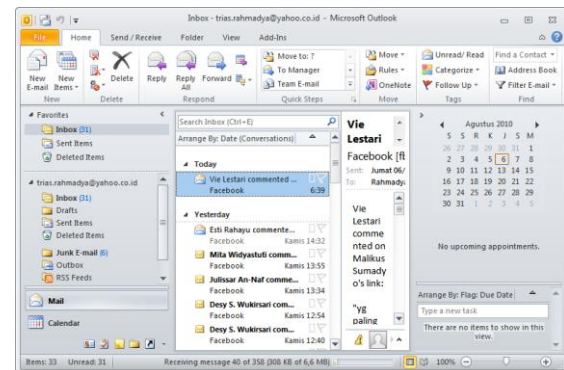 Inbox - trias.rahmadya@yahoo.co.id - Microsoft Outlook
File Home Send / Receive Folder View Add-Ins
New E-mail
New Items
Delete
Reply
Reply All
Forward
Move to: ?
To Manager
Team E-mail
Move
Rules
OneNote
Unread/ Read
Categorize
Follow Up
Find a Contact
Address Book
Filter E-mail
New Delete Respond Quick Steps Move Tags Find
Favorites
Inbox (31)
Sent Items
Deleted Items
trias.rahmadya@yahoo.co.id
Inbox (31)
Drafts
Sent Items
Deleted Items
Junk E-mail (6)
Outbox
RSS Feeds
Mail
Calendar
Search Inbox (Ctrl+E)
Arrange By: Date (Conversations)
Today
Vie Lestari commented ...
Facebook 6:39
Yesterday
Esti Rahayu commente...
Facebook Kamis 14:32
Mita Widyastuti comm...
Facebook Kamis 13:55
Julissar An-Naf comme...
Facebook Kamis 13:34
Desy S. Wukirsari com...
Facebook Kamis 12:54
Desy S. Wukirsari com...
Facebook Kamis 12:40
Vie
Lestari
Facebook [fl
Sent: Jumat 06/
To: Rahmady
Vie
Lestari
comme
nted on
Malikus
Sumady
o's link:
"yg
paling
Agustus 2010
S S R K J S M
26 27 28 29 30 31 1
2 3 4 5 6 7 8
9 10 11 12 13 14 15
16 17 18 19 20 21 22
23 24 25 26 27 28 29
30 31 1 2 3 4 5
No upcoming appointments.
Arrange By: Flag: Due Date
Type a new task
There are no items to show in this
view.
Items: 33 Unread: 31 Receiving message 40 of 358 (308 KB of 6,6 MB) 100%